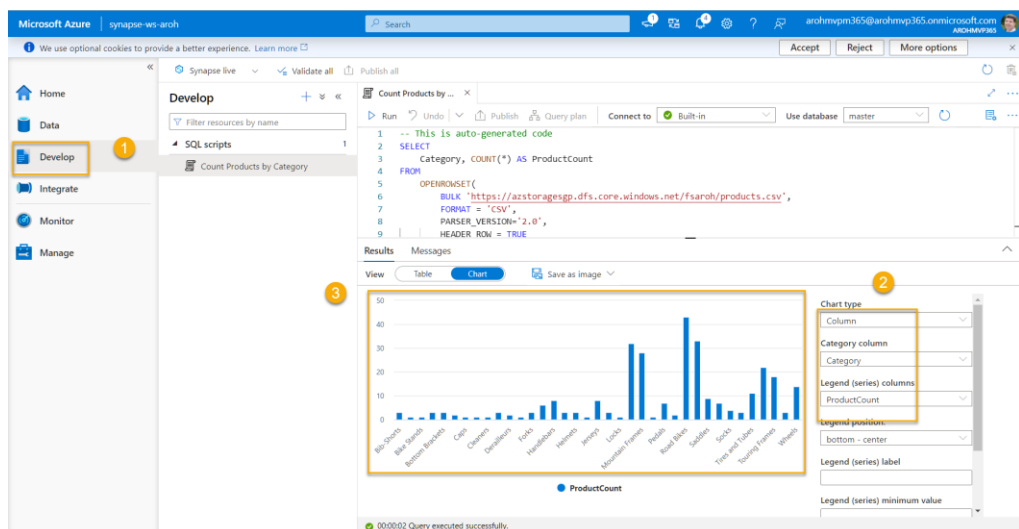 Microsoft Azure | synapse-ws-aroh
Search
arohmvpm365@arohmvp365.onmicrosoft.com
AROHMVP365
We use optional cookies to provide a better experience. Learn more
Accept Reject More options
Synapse live Validate all Publish all
Home
Data
Develop
Integrate
Monitor
Manage
1
Develop
Filter resources by name
SQL scripts 1
Count Products by Category
Count Products by ...
Run Undo Publish Query plan Connect to Built-in Use database master
1 -- This is auto-generated code
2 SELECT
3 Category, COUNT(*) AS ProductCount
4 FROM
5 OPENROWSET(
6 BULK 'https://azstoragesgp.dfs.core.windows.net/fsaroh/products.csv',
7 FORMAT = 'CSV',
8 PARSER_VERSION='2.0',
9 HEADER_ROW = TRUE
Results Messages
View Table Chart Save as image
3
2
50
40
30
20
10
0
Bib-Shorts
Bike Stands
Bottom Brackets
Caps
Cleaners
Derailleurs
Forks
Handlebars
Helmets
Jerseys
Locks
Mountain Frames
Pedals
Road Bikes
Saddles
Socks
Tires and Tubes
Touring Frames
Wheels
ProductCount
Chart type
Column
Category column
Category
Legend (series) columns
ProductCount
Legend position:
bottom - center
Legend (series) label
Legend (series) minimum value
00:00:02 Query executed successfully.